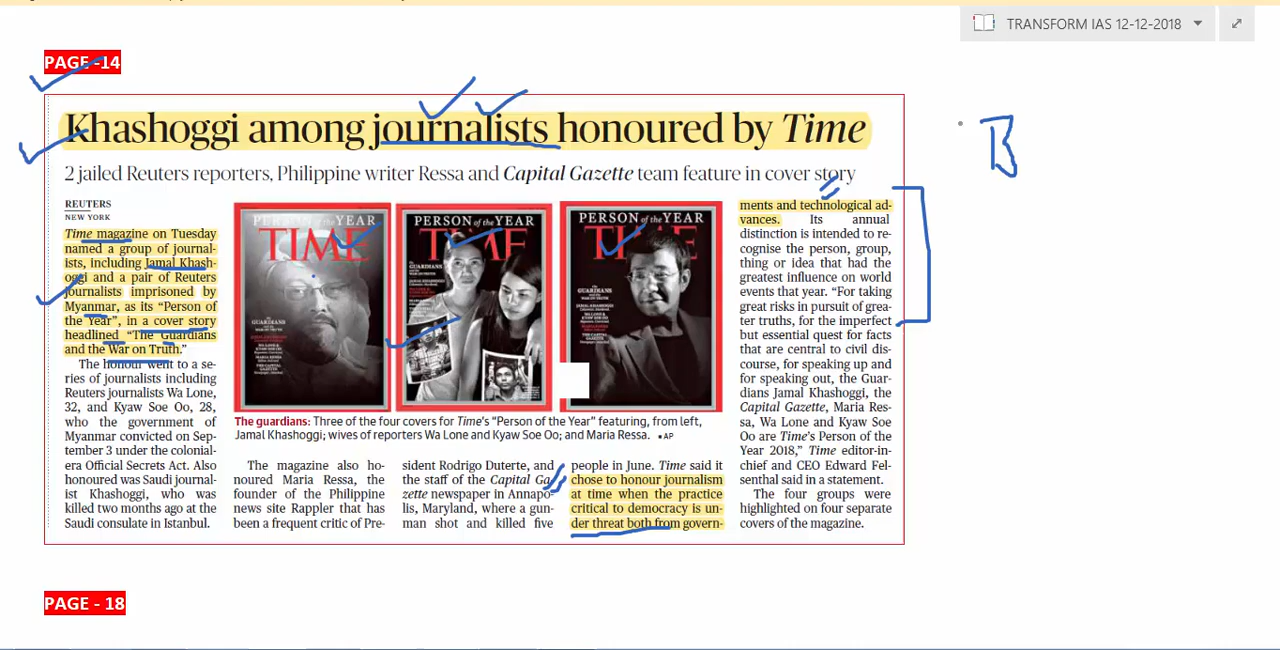 TRANSFORM IAS 12-12-2018
PAGE -14
Khashoggi among journalists honoured by Time
2 jailed Reuters reporters, Philippine writer Ressa and Capital Gazette team feature in cover story
REUTERS
NEW YORK
Time magazine on Tuesday
named a group of journal-
ists, including Jamal Khash-
oggi and a pair of Reuters
journalists imprisoned by
Myanmar, as its “Person of
the Year”, in a cover story
headlined “The Guardians
and the War on Truth.”
The honour went to a se-
ries of journalists including
Reuters journalists Wa Lone,
32, and Kyaw Soe Oo, 28,
who the government of
Myanmar convicted on Sep-
tember 3 under the colonial-
era Official Secrets Act. Also
honoured was Saudi journal-
ist Khashoggi, who was
killed two months ago at the
Saudi consulate in Istanbul.
PERSON of the YEAR
TIME
PERSON of the YEAR
TIME
PERSON of the YEAR
TIME
The guardians: Three of the four covers for Time’s “Person of the Year” featuring, from left,
Jamal Khashoggi; wives of reporters Wa Lone and Kyaw Soe Oo; and Maria Ressa. •AP
The magazine also ho-
noured Maria Ressa, the
founder of the Philippine
news site Rappler that has
been a frequent critic of Pre-
sident Rodrigo Duterte, and
the staff of the Capital Ga-
zette newspaper in Annapo-
lis, Maryland, where a gun-
man shot and killed five
people in June. Time said it
chose to honour journalism
at time when the practice
critical to democracy is un-
der threat both from govern-
ments and technological ad-
vances. Its annual
distinction is intended to re-
cognise the person, group,
thing or idea that had the
greatest influence on world
events that year. “For taking
great risks in pursuit of grea-
ter truths, for the imperfect
but essential quest for facts
that are central to civil dis-
course, for speaking up and
for speaking out, the Guar-
dians Jamal Khashoggi, the
Capital Gazette, Maria Res-
sa, Wa Lone and Kyaw Soe
Oo are Time’s Person of the
Year 2018,” Time editor-in-
chief and CEO Edward Fel-
senthal said in a statement.
The four groups were
highlighted on four separate
covers of the magazine.
B
PAGE - 18